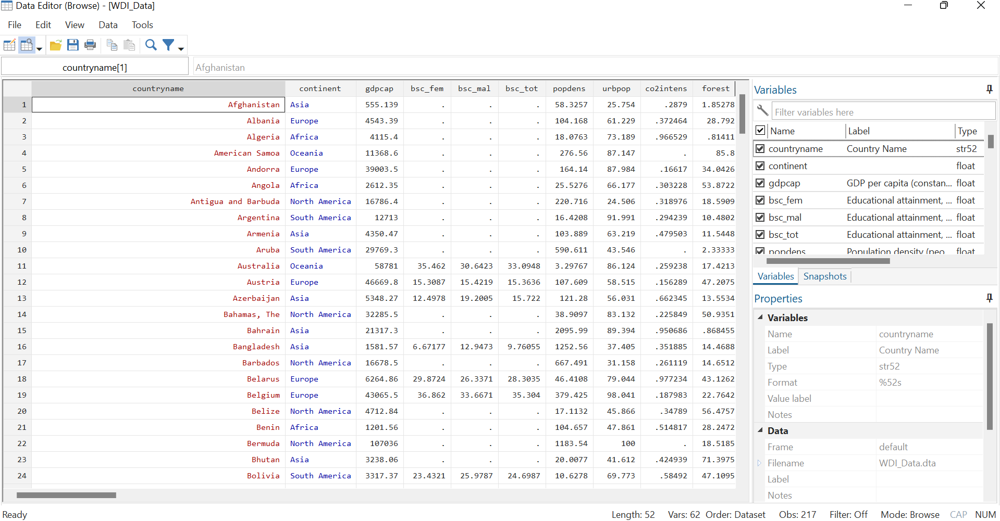 Data Editor (Browse) - [WDI_Data]
File Edit View Data Tools
countryname[1] Afghanistan
countryname continent gdpcap bsc_fem bsc_mal bsc_tot popdens urbpop co2intens forest
1 Afghanistan Asia 555.139 . . . 58.3257 25.754 .2879 1.85278
2 Albania Europe 4543.39 . . . 104.168 61.229 .372464 28.792
3 Algeria Africa 4115.4 . . . 18.0763 73.189 .966529 .81411
4 American Samoa Oceania 11368.6 . . . 276.56 87.147 . 85.8
5 Andorra Europe 39003.5 . . . 164.14 87.984 .16617 34.0426
6 Angola Africa 2612.35 . . . 25.5276 66.177 .303228 53.8722
7 Antigua and Barbuda North America 16786.4 . . . 220.716 24.506 .318976 18.5909
8 Argentina South America 12713 . . . 16.4208 91.991 .294239 10.4802
9 Armenia Asia 4350.47 . . . 103.889 63.219 .479503 11.5448
10 Aruba South America 29769.3 . . . 590.611 43.546 . 2.33333
11 Australia Oceania 58781 35.462 30.6423 33.0948 3.29767 86.124 .259238 17.4213
12 Austria Europe 46669.8 15.3087 15.4219 15.3636 107.609 58.515 .156289 47.2075
13 Azerbaijan Asia 5348.27 12.4978 19.2005 15.722 121.28 56.031 .662345 13.5534
14 Bahamas, The North America 32285.5 . . . 38.9097 83.132 .225849 50.9351
15 Bahrain Asia 21317.3 . . . 2095.99 89.394 .950686 .868455
16 Bangladesh Asia 1581.57 6.67177 12.9473 9.76055 1252.56 37.405 .351885 14.4688
17 Barbados North America 16678.5 . . . 667.491 31.158 .261119 14.6512
18 Belarus Europe 6264.86 29.8724 26.3371 28.3035 46.4108 79.044 .977234 43.1262
19 Belgium Europe 43065.5 36.862 33.6671 35.304 379.425 98.041 .187983 22.7642
20 Belize North America 4712.84 . . . 17.1132 45.866 .34789 56.4757
21 Benin Africa 1201.56 . . . 104.657 47.861 .514817 28.2472
22 Bermuda North America 107036 . . . 1183.54 100 . 18.5185
23 Bhutan Asia 3238.06 . . . 20.0077 41.612 .424939 71.3975
24 Bolivia South America 3317.37 23.4321 25.9787 24.6987 10.6278 69.773 .58492 47.1095
Variables
Filter variables here
Name Label Type
countryname Country Name str52
continent float
gdpcap GDP per capita (constan... float
bsc_fem Educational attainment, ... float
bsc_mal Educational attainment, ... float
bsc_tot Educational attainment, ... float
popdens Population density (peo... float
Variables Snapshots
Properties
Variables
Name countryname
Label Country Name
Type str52
Format %52s
Value label
Notes
Data
Frame default
Filename WDI_Data.dta
Label
Notes
Ready Length: 52 Vars: 62 Order: Dataset Obs: 217 Filter: Off Mode: Browse CAP NUM